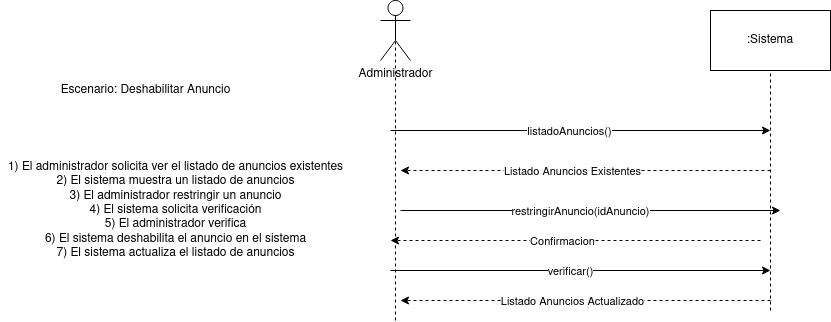 Administrador
:Sistema
Escenario: Deshabilitar Anuncio
listadoAnuncios()
1) El administrador solicita ver el listado de anuncios existentes
2) El sistema muestra un listado de anuncios
3) El administrador restringir un anuncio
4) El sistema solicita verificación
5) El administrador verifica
6) El sistema deshabilita el anuncio en el sistema
7) El sistema actualiza el listado de anuncios
Listado Anuncios Existentes
restringirAnuncio(idAnuncio)
Confirmacion
verificar()
Listado Anuncios Actualizado